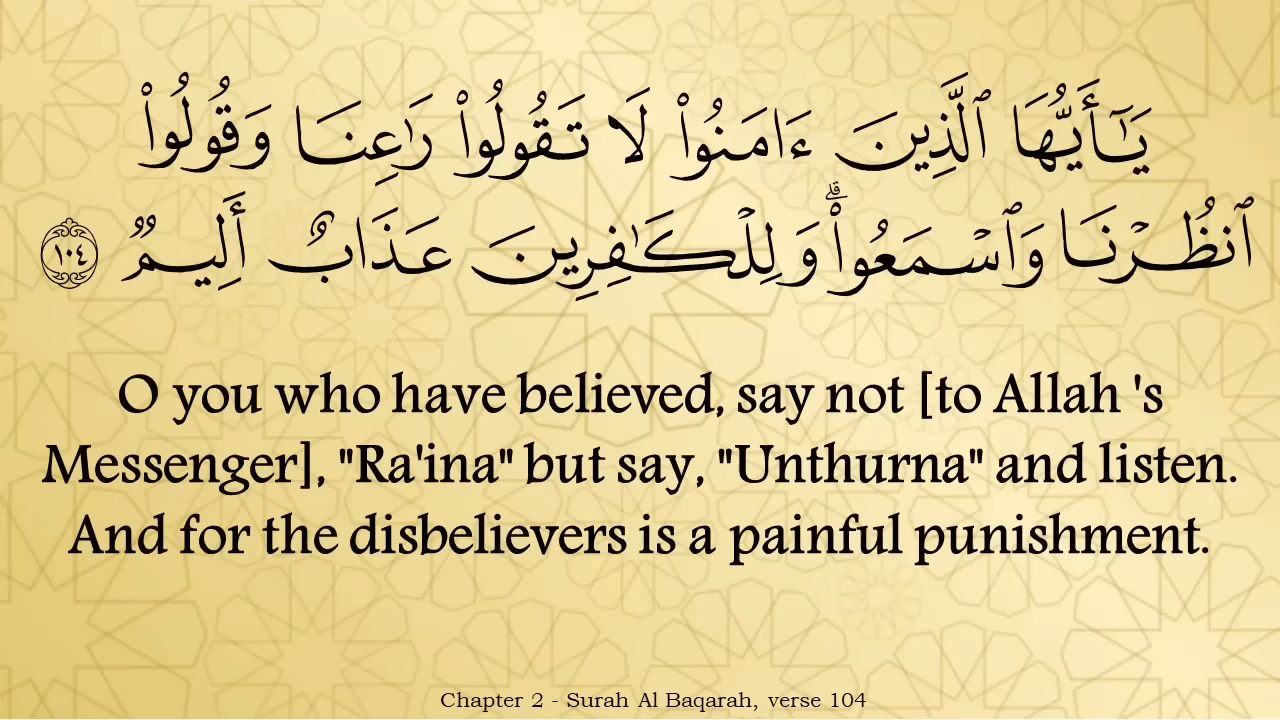 يَٰٓأَيُّهَا ٱلَّذِينَ ءَامَنُوا۟ لَا تَقُولُوا۟ رَٰعِنَا وَقُولُوا۟
ٱنظُرْنَا وَٱسْمَعُوا۟ ۗ وَلِلْكَٰفِرِينَ عَذَابٌ أَلِيمٌ ١٠٤
O you who have believed, say not [to Allah 's
Messenger], "Ra'ina" but say, "Unthurna" and listen.
And for the disbelievers is a painful punishment.
Chapter 2 - Surah Al Baqarah, verse 104